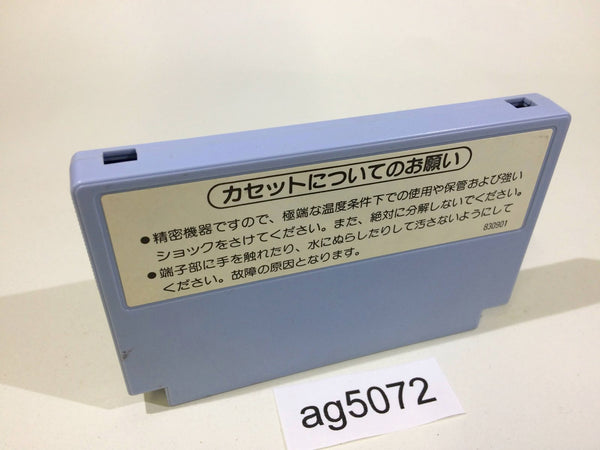 カセットについてのお願い
●精密機器ですので、極端な温度条件下での使用や保管および強い
ショックをさけてください。また、絶対に分解しないでください。
●端子部に手を触れたり、水にぬらしたりして汚さないようにして
ください。故障の原因となります。
830901
ag5072